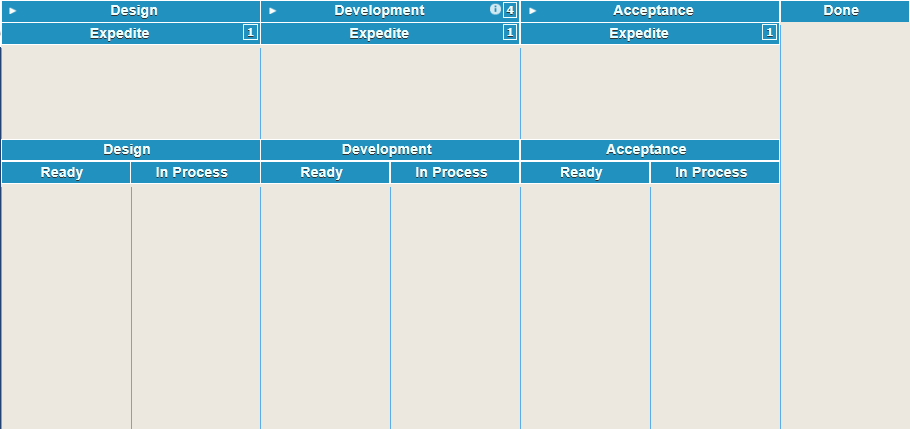 Design Development 4 Acceptance Done
Expedite 1 Expedite 1 Expedite 1
Design Development Acceptance
Ready In Process Ready In Process Ready In Process